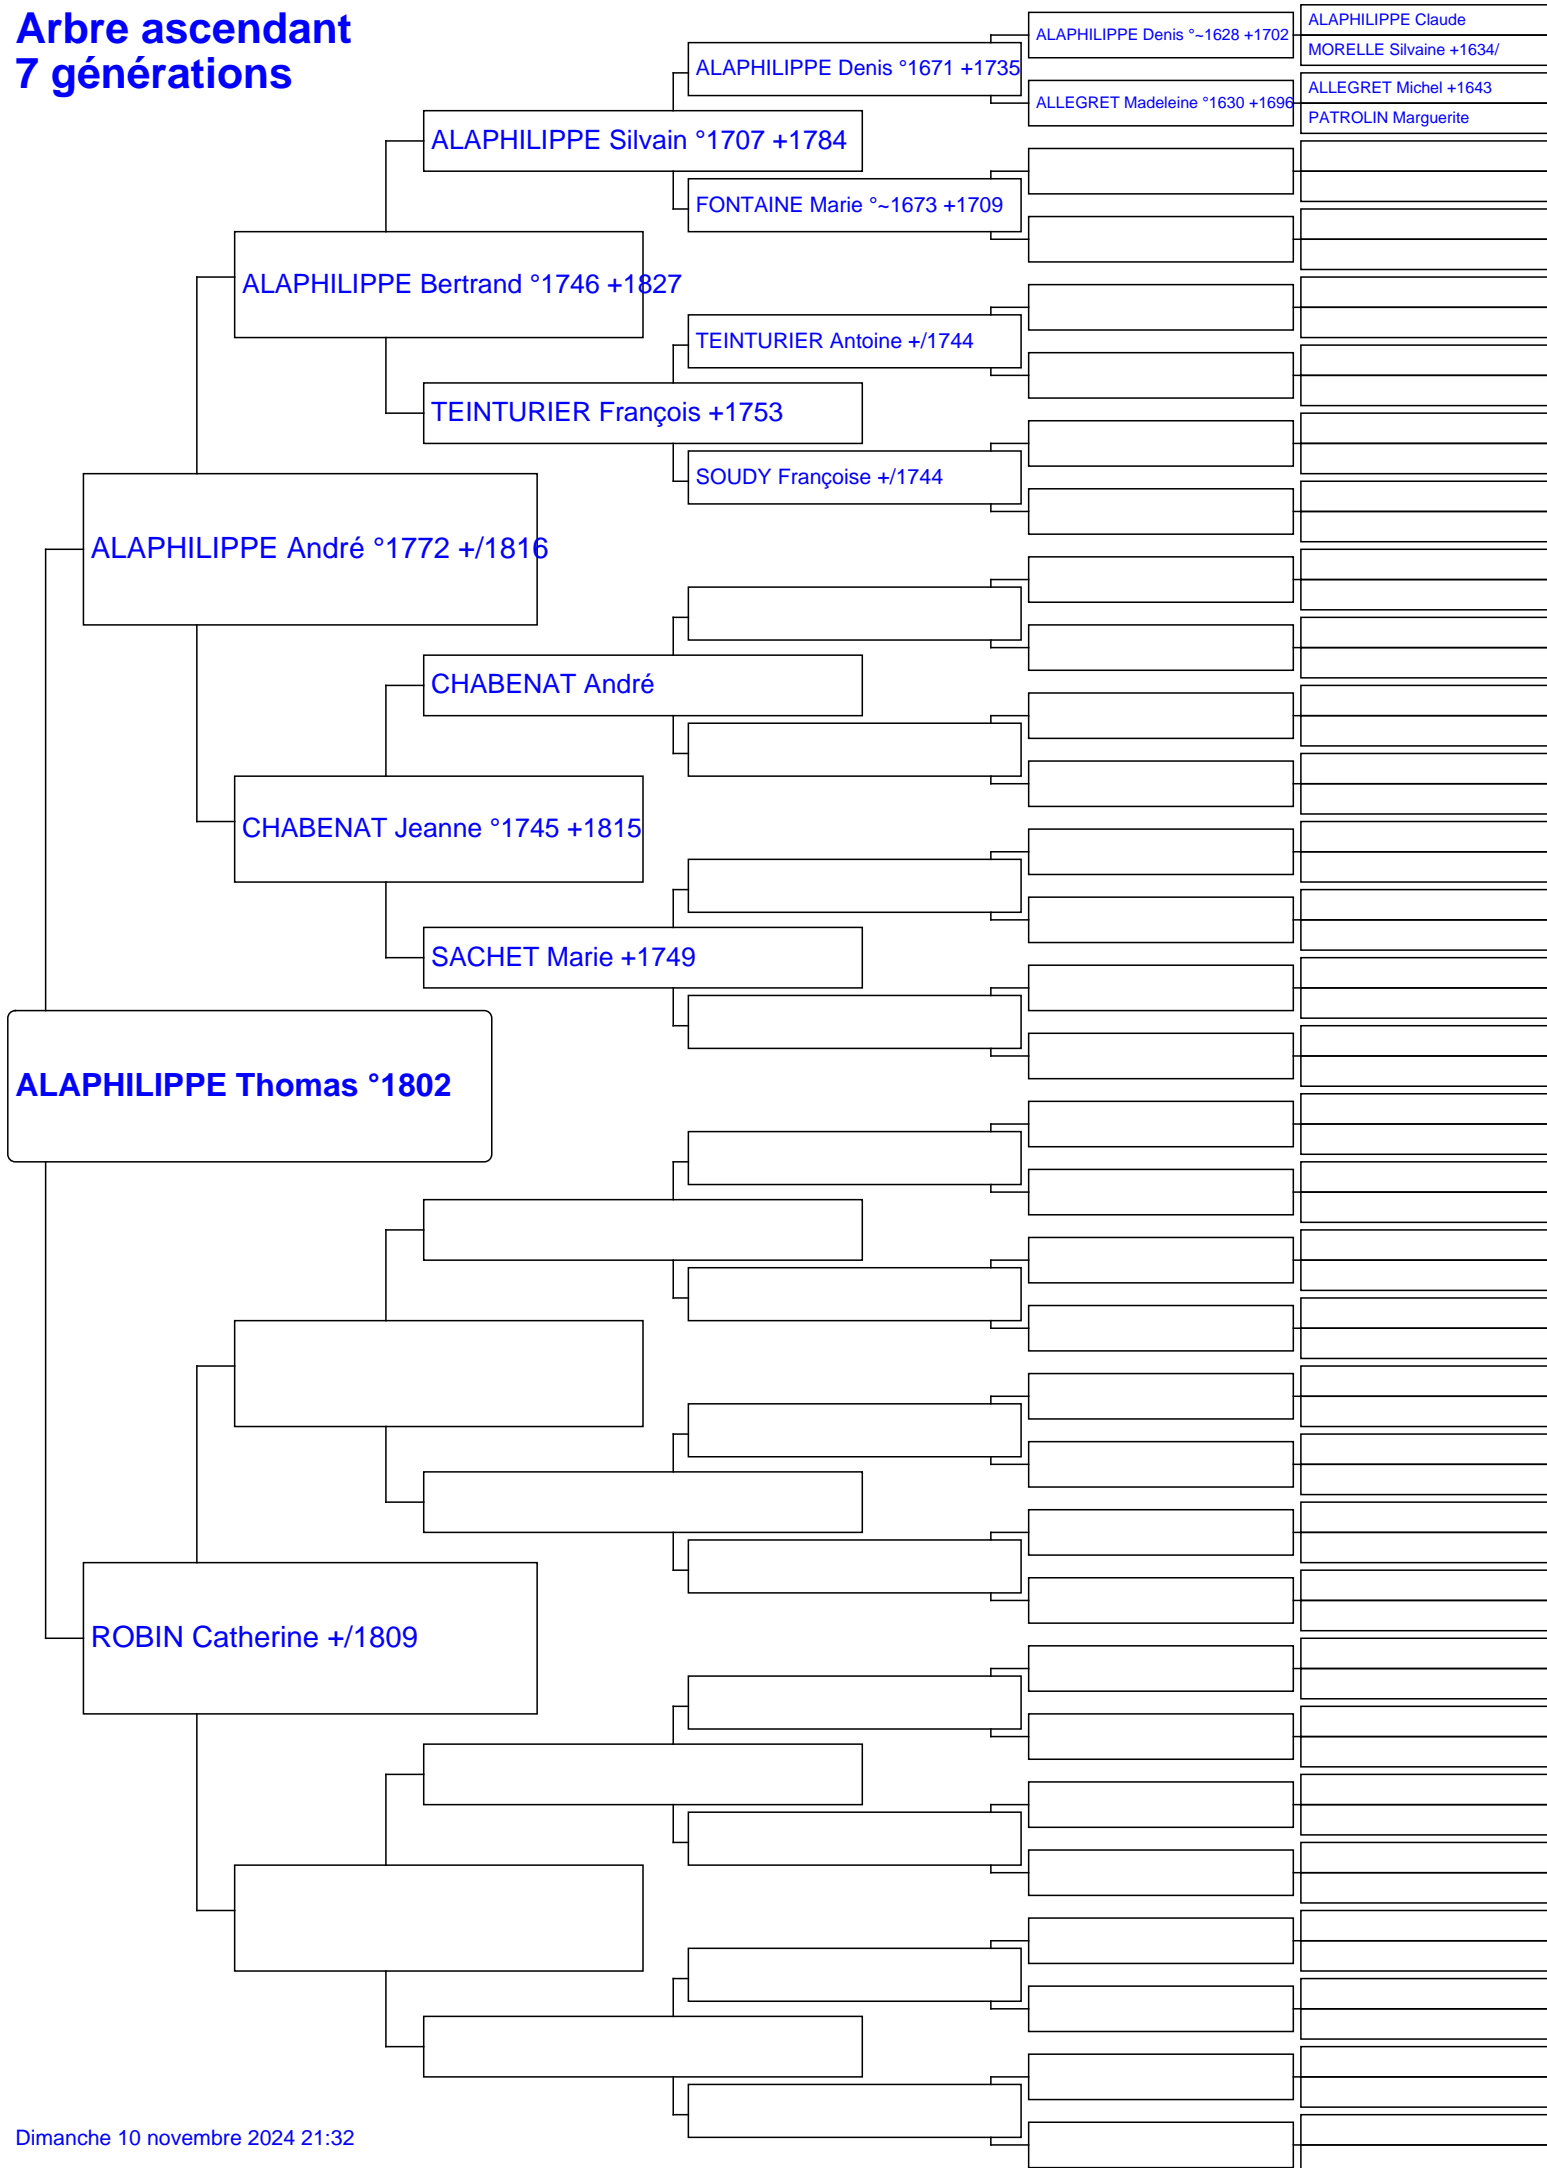 Arbre ascendant
7 générations
ALAPHILIPPE Claude
ALAPHILIPPE Denis °~1628 +1702
MORELLE Silvaine +1634/
ALAPHILIPPE Denis °1671 +1735
ALLEGRET Michel +1643
ALLEGRET Madeleine °1630 +1696
PATROLIN Marguerite
ALAPHILIPPE Silvain °1707 +1784
FONTAINE Marie °~1673 +1709
ALAPHILIPPE Bertrand °1746 +1827
TEINTURIER Antoine +/1744
TEINTURIER François +1753
SOUDY Françoise +/1744
ALAPHILIPPE André °1772 +/1816
CHABENAT André
CHABENAT Jeanne °1745 +1815
SACHET Marie +1749
ALAPHILIPPE Thomas °1802
ROBIN Catherine +/1809
Dimanche 10 novembre 2024 21:32